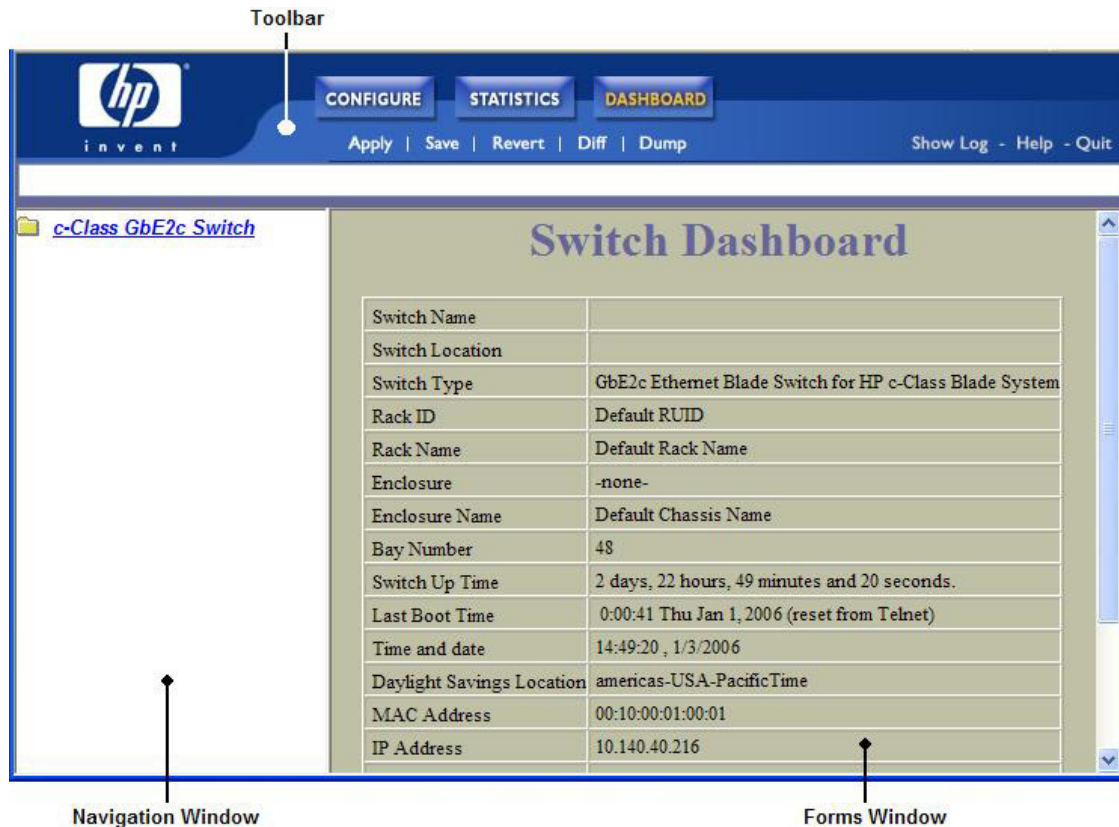 Toolbar
hp
invent
CONFIGURE STATISTICS DASHBOARD
Apply | Save | Revert | Diff | Dump Show Log - Help - Quit
c-Class GbE2c Switch
Switch Dashboard
Switch Name
Switch Location
Switch Type GbE2c Ethernet Blade Switch for HP c-Class Blade System
Rack ID Default RUID
Rack Name Default Rack Name
Enclosure -none-
Enclosure Name Default Chassis Name
Bay Number 48
Switch Up Time 2 days, 22 hours, 49 minutes and 20 seconds.
Last Boot Time 0:00:41 Thu Jan 1, 2006 (reset from Telnet)
Time and date 14:49:20 , 1/3/2006
Daylight Savings Location americas-USA-PacificTime
MAC Address 00:10:00:01:00:01
IP Address 10.140.40.216
Navigation Window Forms Window